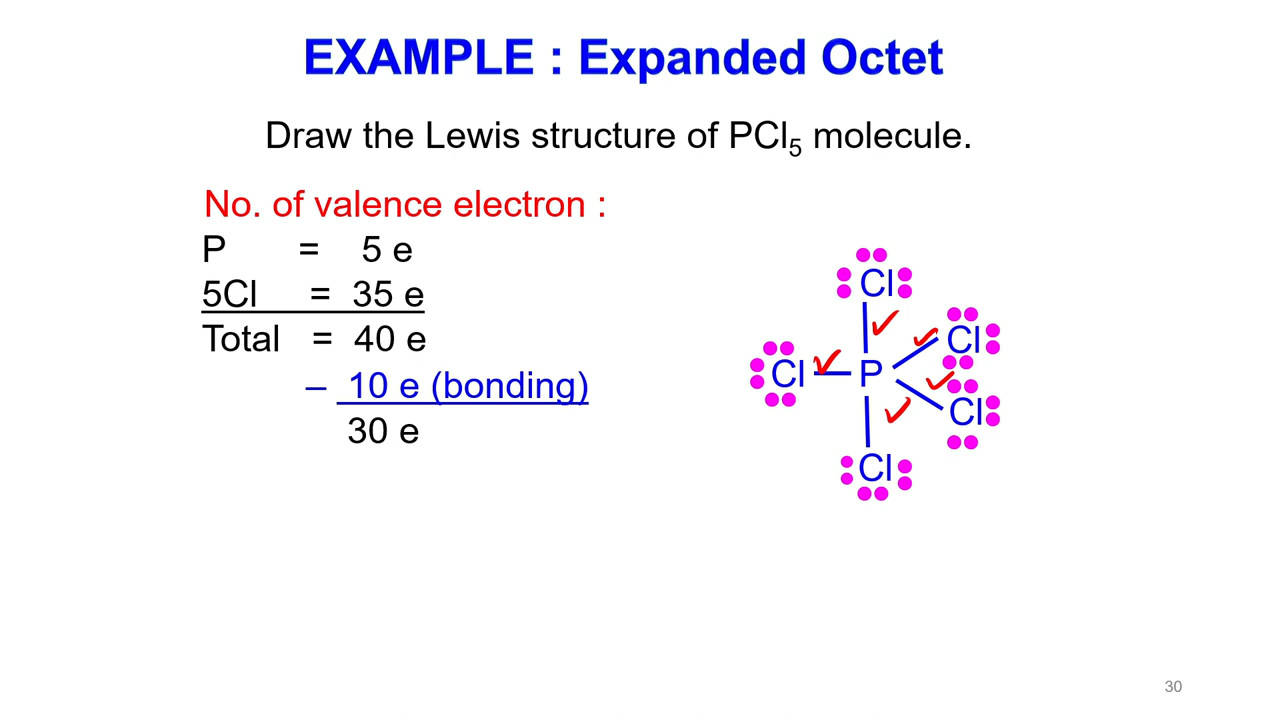 EXAMPLE : Expanded Octet
Draw the Lewis structure of PCl₅ molecule.
No. of valence electron :
P = 5 e
5Cl = 35 e
Total = 40 e
– 10 e (bonding)
30 e
Cl
Cl
Cl P
Cl
Cl
30